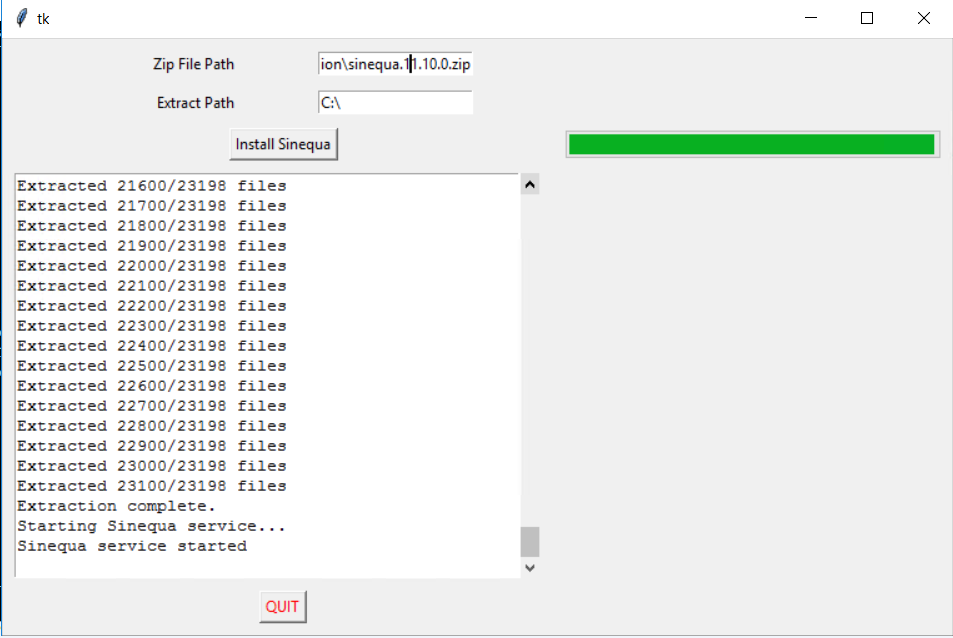 tk
Zip File Path
ion\sinequa.11.10.0.zip
Extract Path
C:\
Install Sinequa
Extracted 21600/23198 files
Extracted 21700/23198 files
Extracted 21800/23198 files
Extracted 21900/23198 files
Extracted 22000/23198 files
Extracted 22100/23198 files
Extracted 22200/23198 files
Extracted 22300/23198 files
Extracted 22400/23198 files
Extracted 22500/23198 files
Extracted 22600/23198 files
Extracted 22700/23198 files
Extracted 22800/23198 files
Extracted 22900/23198 files
Extracted 23000/23198 files
Extracted 23100/23198 files
Extraction complete.
Starting Sinequa service...
Sinequa service started
QUIT